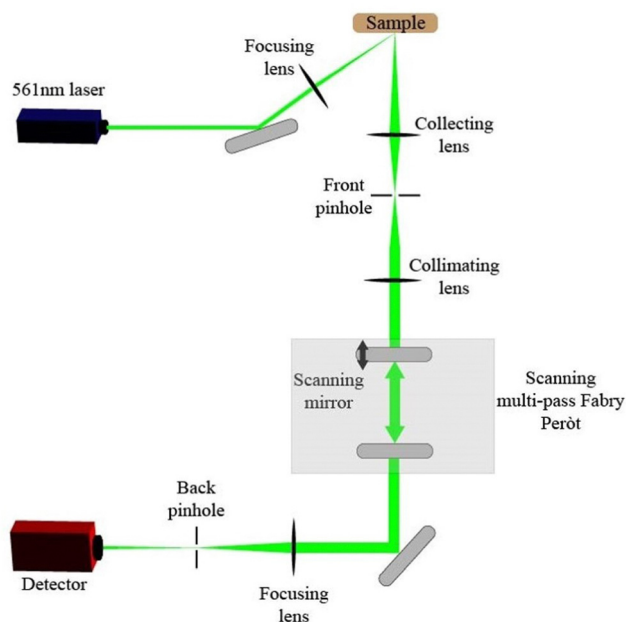 Sample
Focusing
lens
561nm laser
Collecting
lens
Front
pinhole
Collimating
lens
Scanning
mirror
Scanning
multi-pass Fabry
Peròt
Back
pinhole
Detector
Focusing
lens